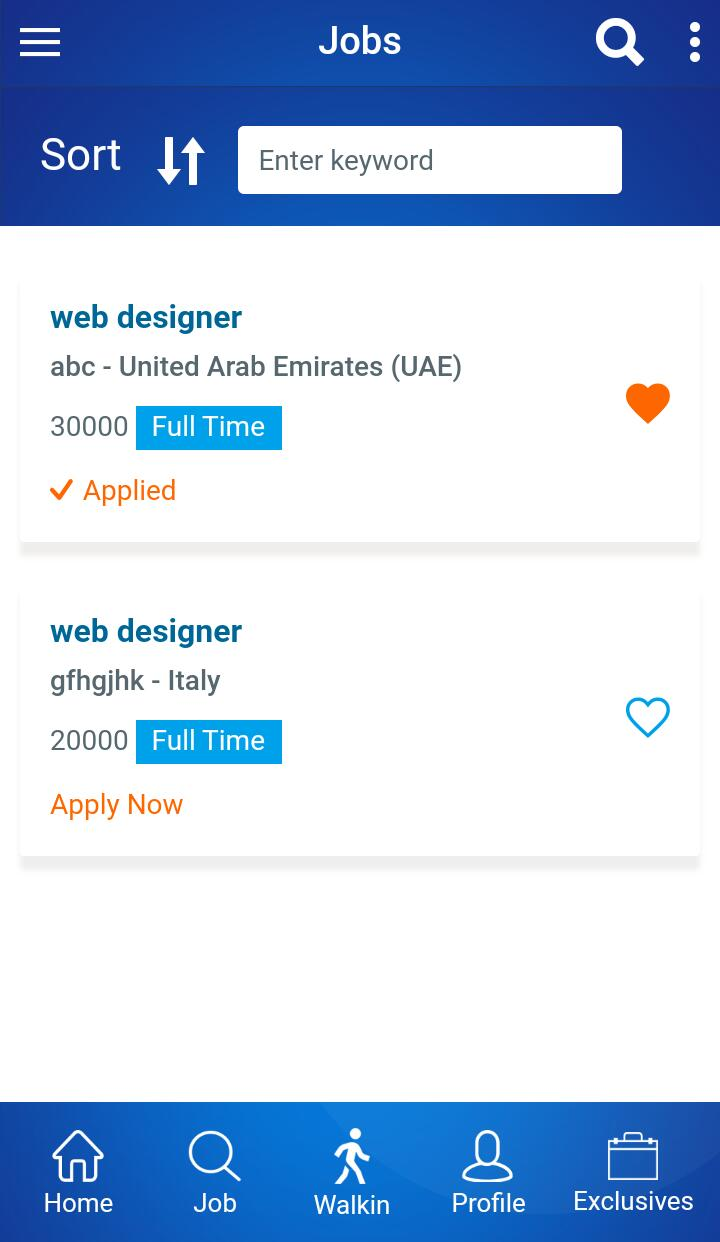 Jobs
Sort
Enter keyword
web designer
abc - United Arab Emirates (UAE)
30000 Full Time
Applied
web designer
gfhgjhk - Italy
20000 Full Time
Apply Now
Home Job Walkin Profile Exclusives